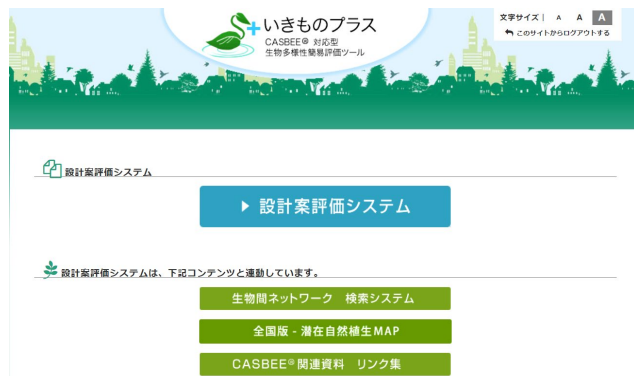 いきものプラス
CASBEE® 対応型
生物多様性簡易評価ツール
文字サイズ | A A A
このサイトからログアウトする
設計案評価システム
設計案評価システム
設計案評価システムは、下記コンテンツと連動しています。
生物間ネットワーク 検索システム
全国版 - 潜在自然植生MAP
CASBEE®関連資料 リンク集